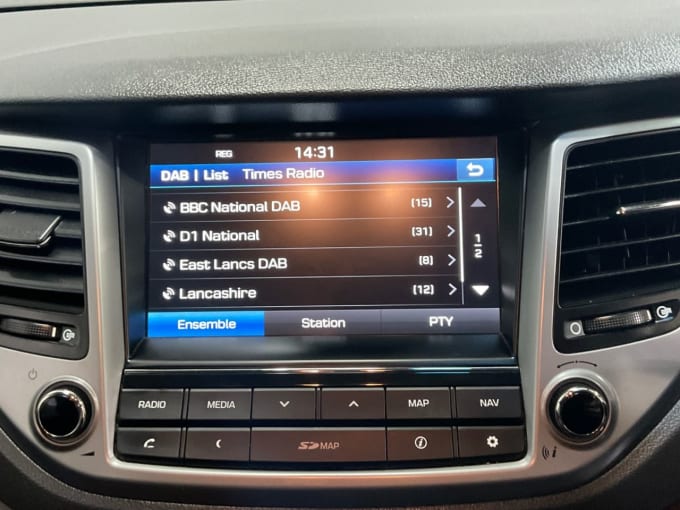 REG 14:31
DAB | List Times Radio
BBC National DAB (15)
D1 National (31)
East Lancs DAB (8)
Lancashire (12)
1
2
Ensemble Station PTY
RADIO MEDIA MAP NAV
SD MAP